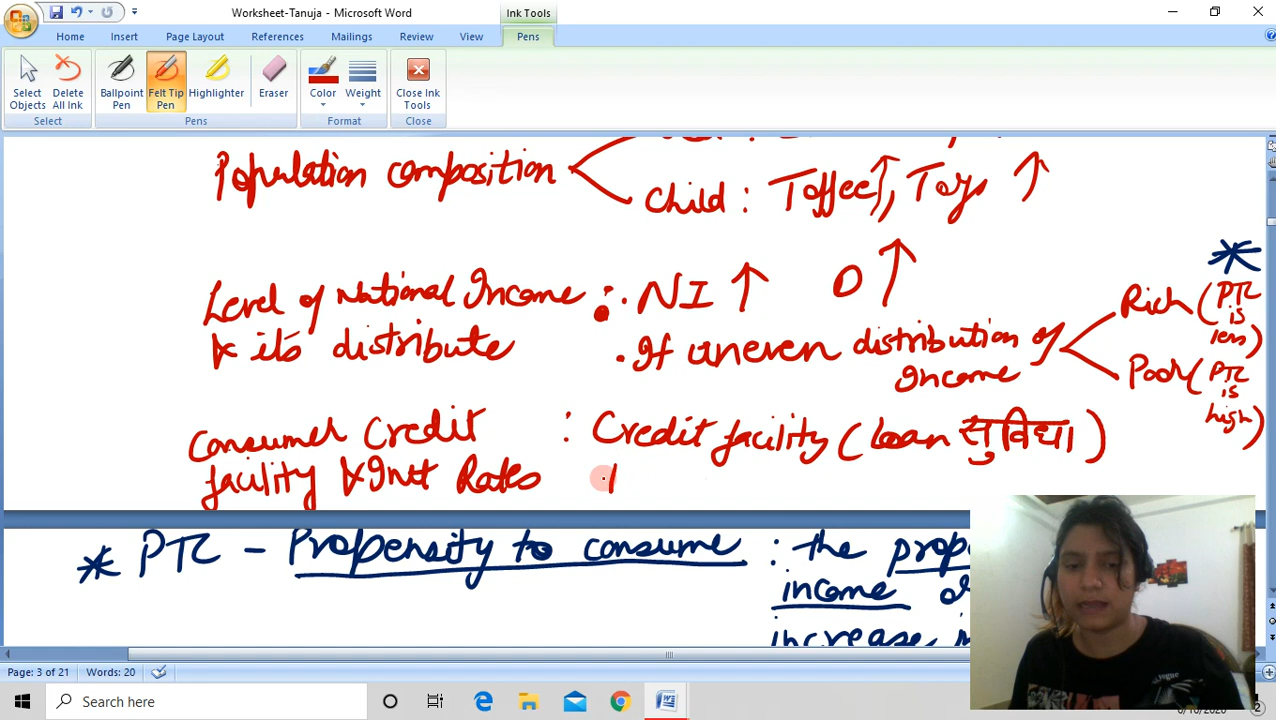 Worksheet-Tanuja - Microsoft Word
Ink Tools
Home Insert Page Layout References Mailings Review View Pens
Select Objects
Delete All Ink
Ballpoint Pen
Felt Tip Pen
Highlighter
Eraser
Color
Weight
Close Ink Tools
Select Pens Format Close
Population composition
Child : Toffee↑, Toys ↑
Level of National Income : . NI ↑ D ↑
& its distribute . If uneven distribution of Income
*
Rich (PTC is less)
Poor (PTC is high)
Consumer Credit : Credit facility (loan सुविधा)
facility & Int Rates
* PTC - Propensity to consume : the
income
increase
Page: 3 of 21 Words: 20
Type here to search
vogue